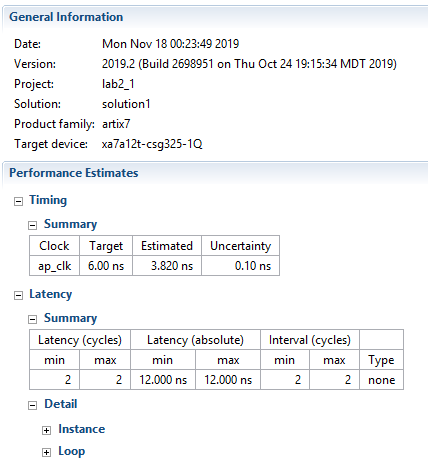 General Information
Date: Mon Nov 18 00:23:49 2019
Version: 2019.2 (Build 2698951 on Thu Oct 24 19:15:34 MDT 2019)
Project: lab2_1
Solution: solution1
Product family: artix7
Target device: xa7a12t-csg325-1Q
Performance Estimates
Timing
Summary
Clock Target Estimated Uncertainty
ap_clk 6.00 ns 3.820 ns 0.10 ns
Latency
Summary
Latency (cycles) Latency (absolute) Interval (cycles)
min max min max min max Type
2 2 12.000 ns 12.000 ns 2 2 none
Detail
Instance
Loop